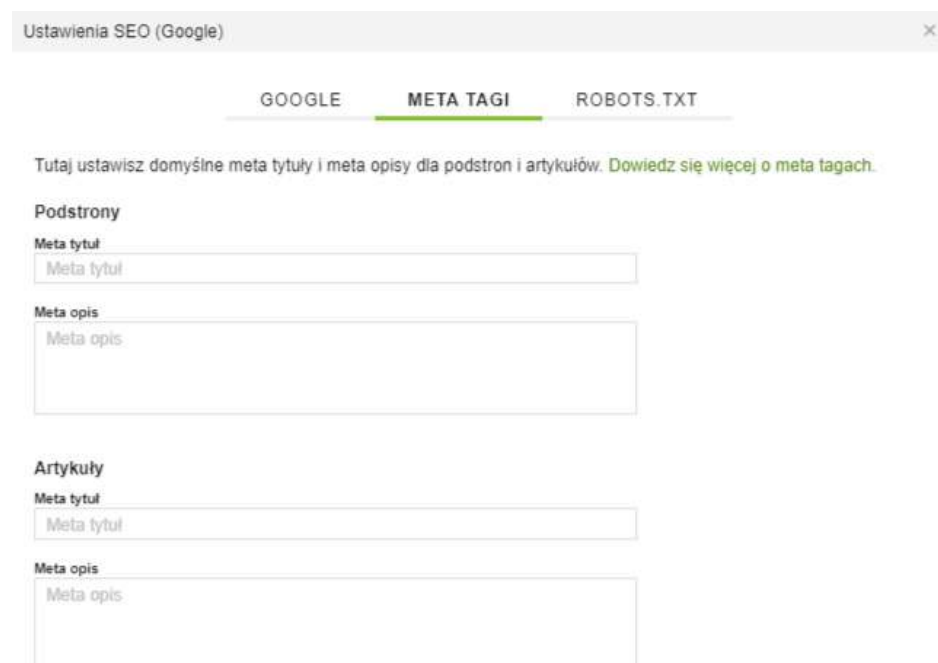 Ustawienia SEO (Google) ×
GOOGLE META TAGI ROBOTS.TXT
Tutaj ustawisz domyślne meta tytuły i meta opisy dla podstron i artykułów. Dowiedz się więcej o meta tagach.
Podstrony
Meta tytuł
Meta tytuł
Meta opis
Meta opis
Artykuły
Meta tytuł
Meta tytuł
Meta opis
Meta opis